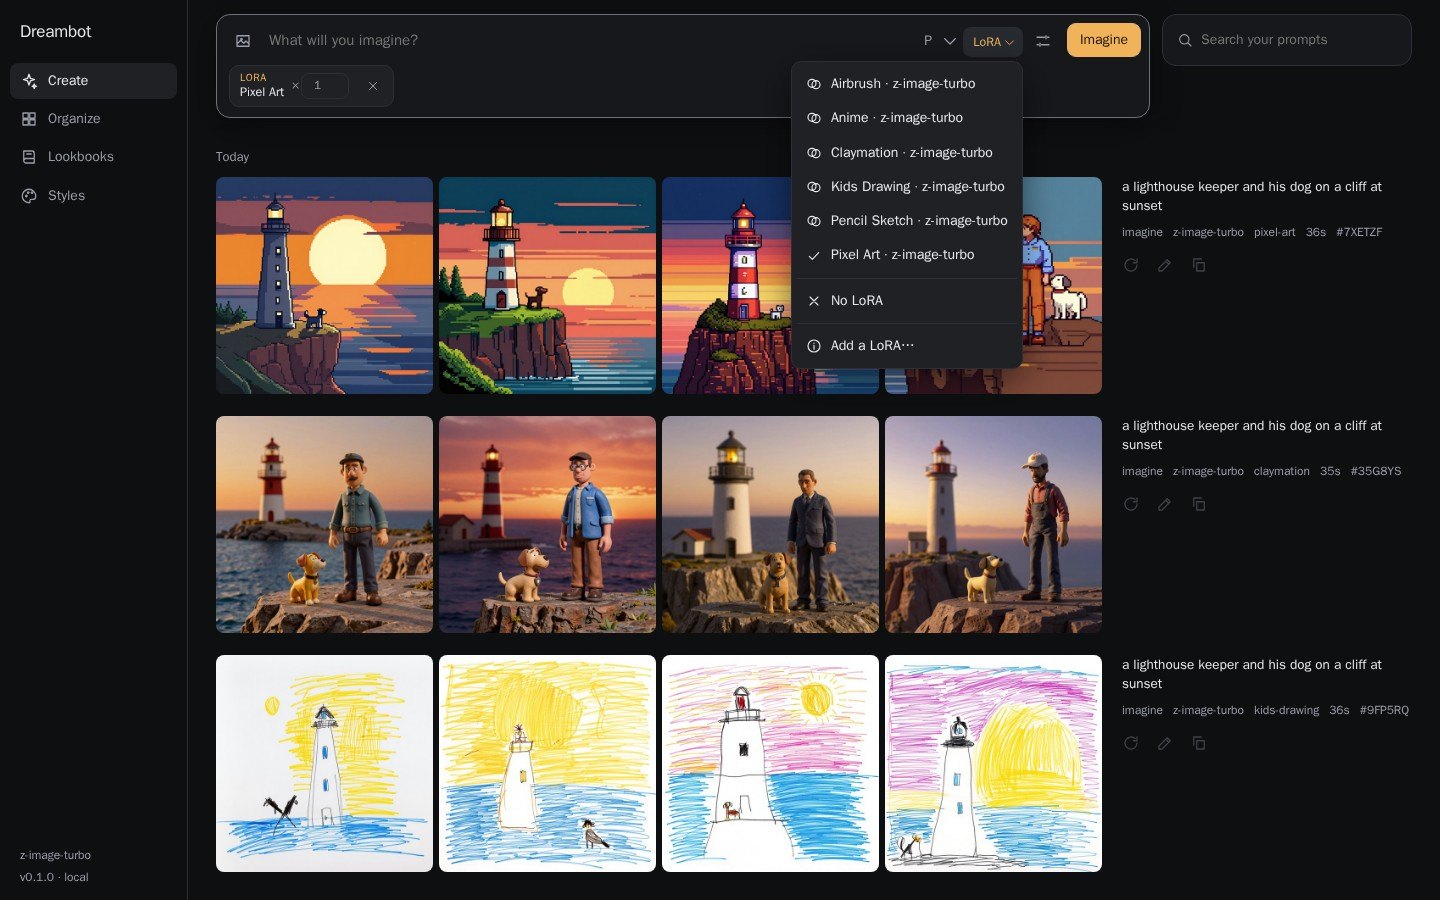 Dreambot
Create
Organize
Lookbooks
Styles
z-image-turbo
v0.1.0 · local
What will you imagine?
P
LoRA
Imagine
Search your prompts
LORA
Pixel Art × 1
Airbrush · z-image-turbo
Anime · z-image-turbo
Claymation · z-image-turbo
Kids Drawing · z-image-turbo
Pencil Sketch · z-image-turbo
Pixel Art · z-image-turbo
No LoRA
Add a LoRA⋯
Today
a lighthouse keeper and his dog on a cliff at
sunset
imagine z-image-turbo pixel-art 36s #7XETZF
a lighthouse keeper and his dog on a cliff at
sunset
imagine z-image-turbo claymation 35s #35G8YS
a lighthouse keeper and his dog on a cliff at
sunset
imagine z-image-turbo kids-drawing 36s #9FP5RQ